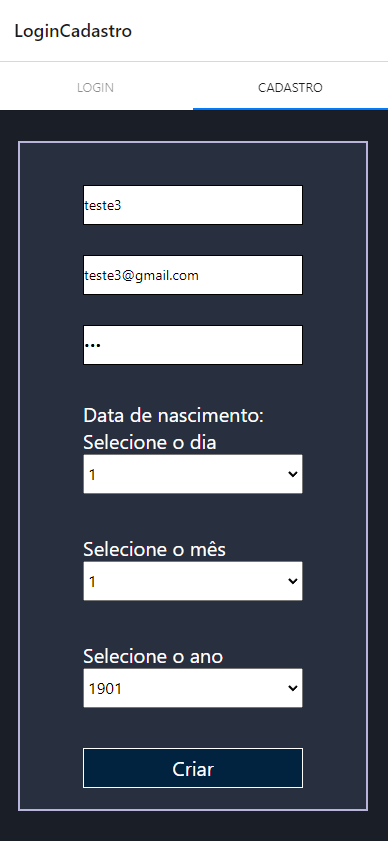 LoginCadastro
LOGIN
CADASTRO
teste3
teste3@gmail.com
•••
Data de nascimento:
Selecione o dia
1
Selecione o mês
1
Selecione o ano
1901
Criar